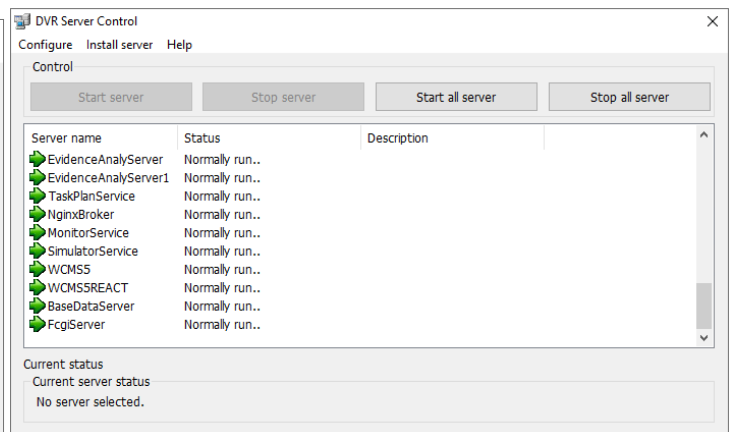 DVR Server Control
Configure Install server Help
Control
Start server Stop server Start all server Stop all server
Server name Status Description
EvidenceAnalyServer Normally run..
EvidenceAnalyServer1 Normally run..
TaskPlanService Normally run..
NginxBroker Normally run..
MonitorService Normally run..
SimulatorService Normally run..
WCMS5 Normally run..
WCMS5REACT Normally run..
BaseDataServer Normally run..
FcgiServer Normally run..
Current status
Current server status
No server selected.